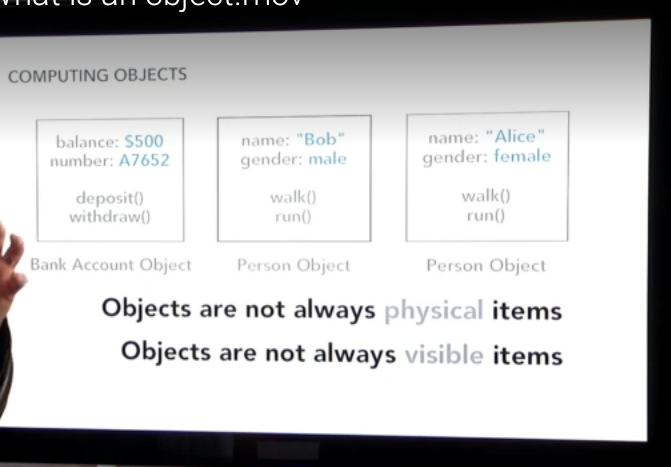 what is an object.mov
COMPUTING OBJECTS
balance: $500
number: A7652
deposit()
withdraw()
Bank Account Object
name: "Bob"
gender: male
walk()
run()
Person Object
name: "Alice"
gender: female
walk()
run()
Person Object
Objects are not always physical items
Objects are not always visible items